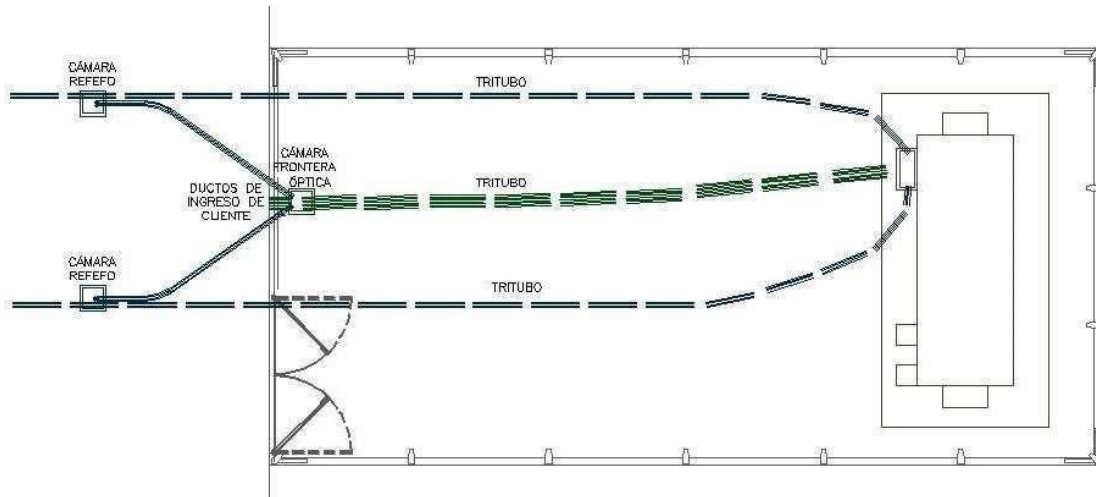 CÁMARA
REFEFO
TRITUBO
CÁMARA
FRONTERA
ÓPTICA
DUCTOS DE
INGRESO DE
CLIENTE
TRITUBO
CÁMARA
REFEFO
TRITUBO